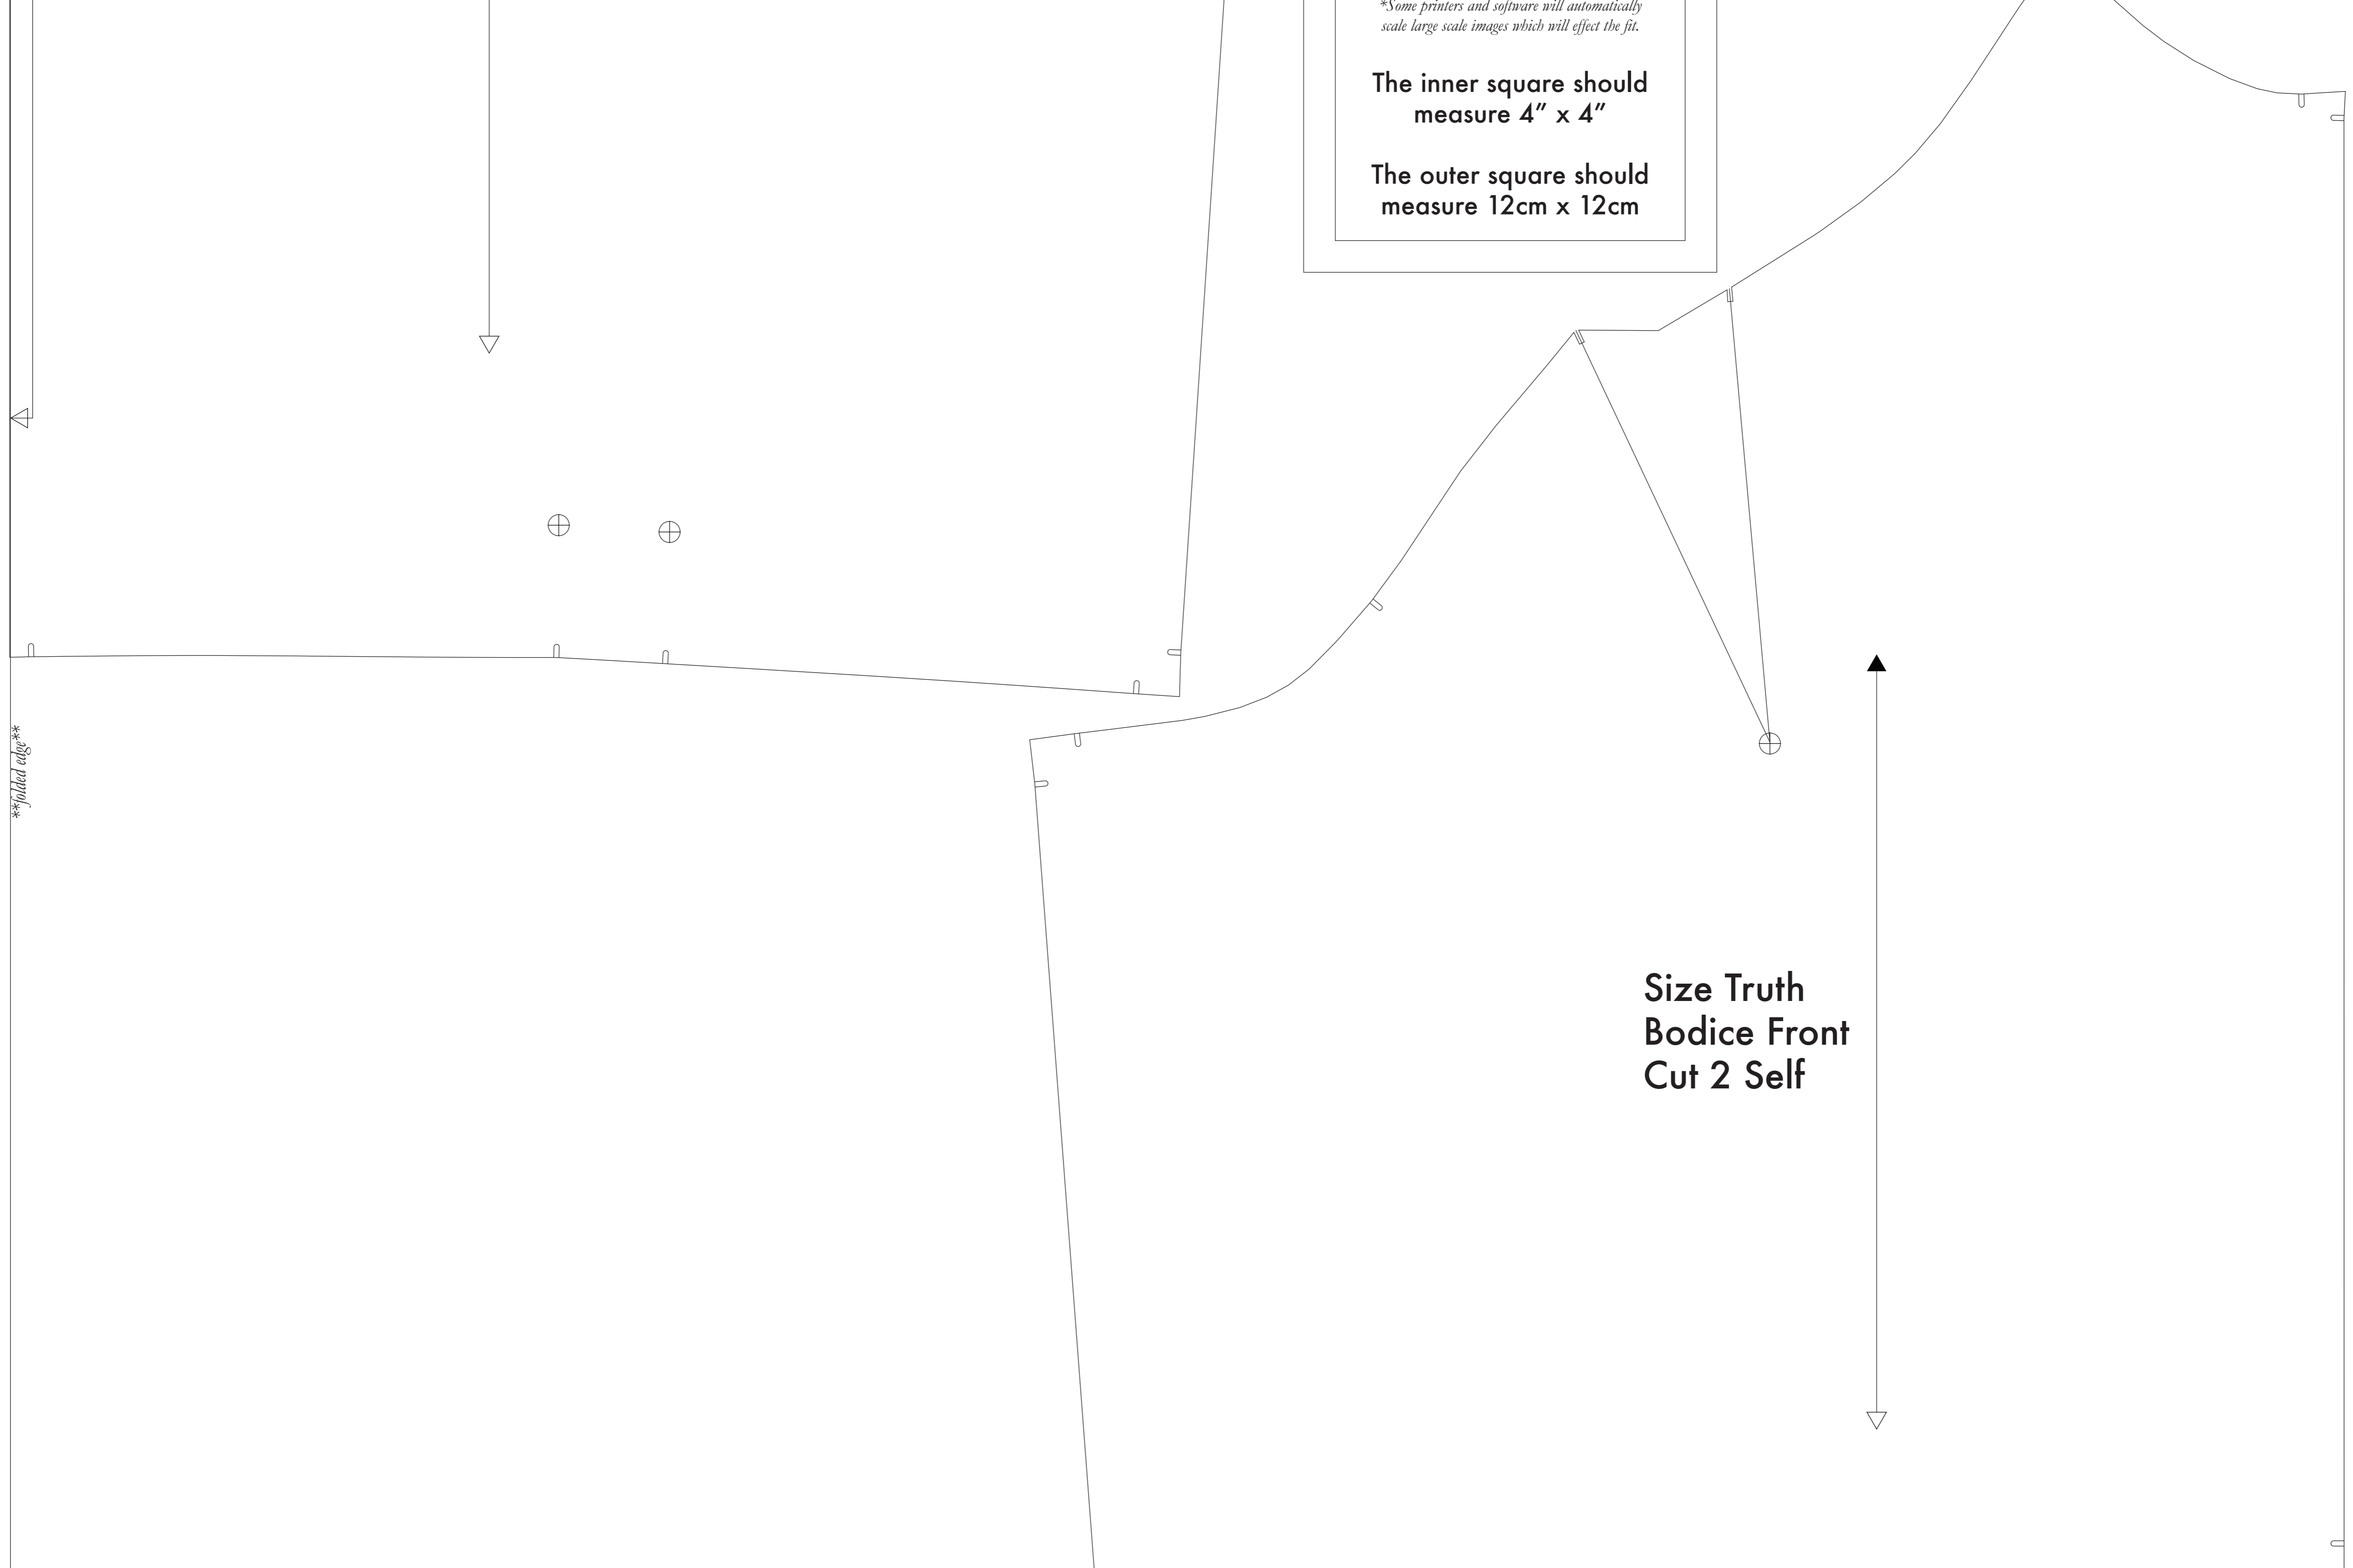 *Some printers and software will automatically
scale large scale images which will effect the fit.
The inner square should
measure 4” x 4”
The outer square should
measure 12cm x 12cm
**folded edge**
Size Truth
Bodice Front
Cut 2 Self